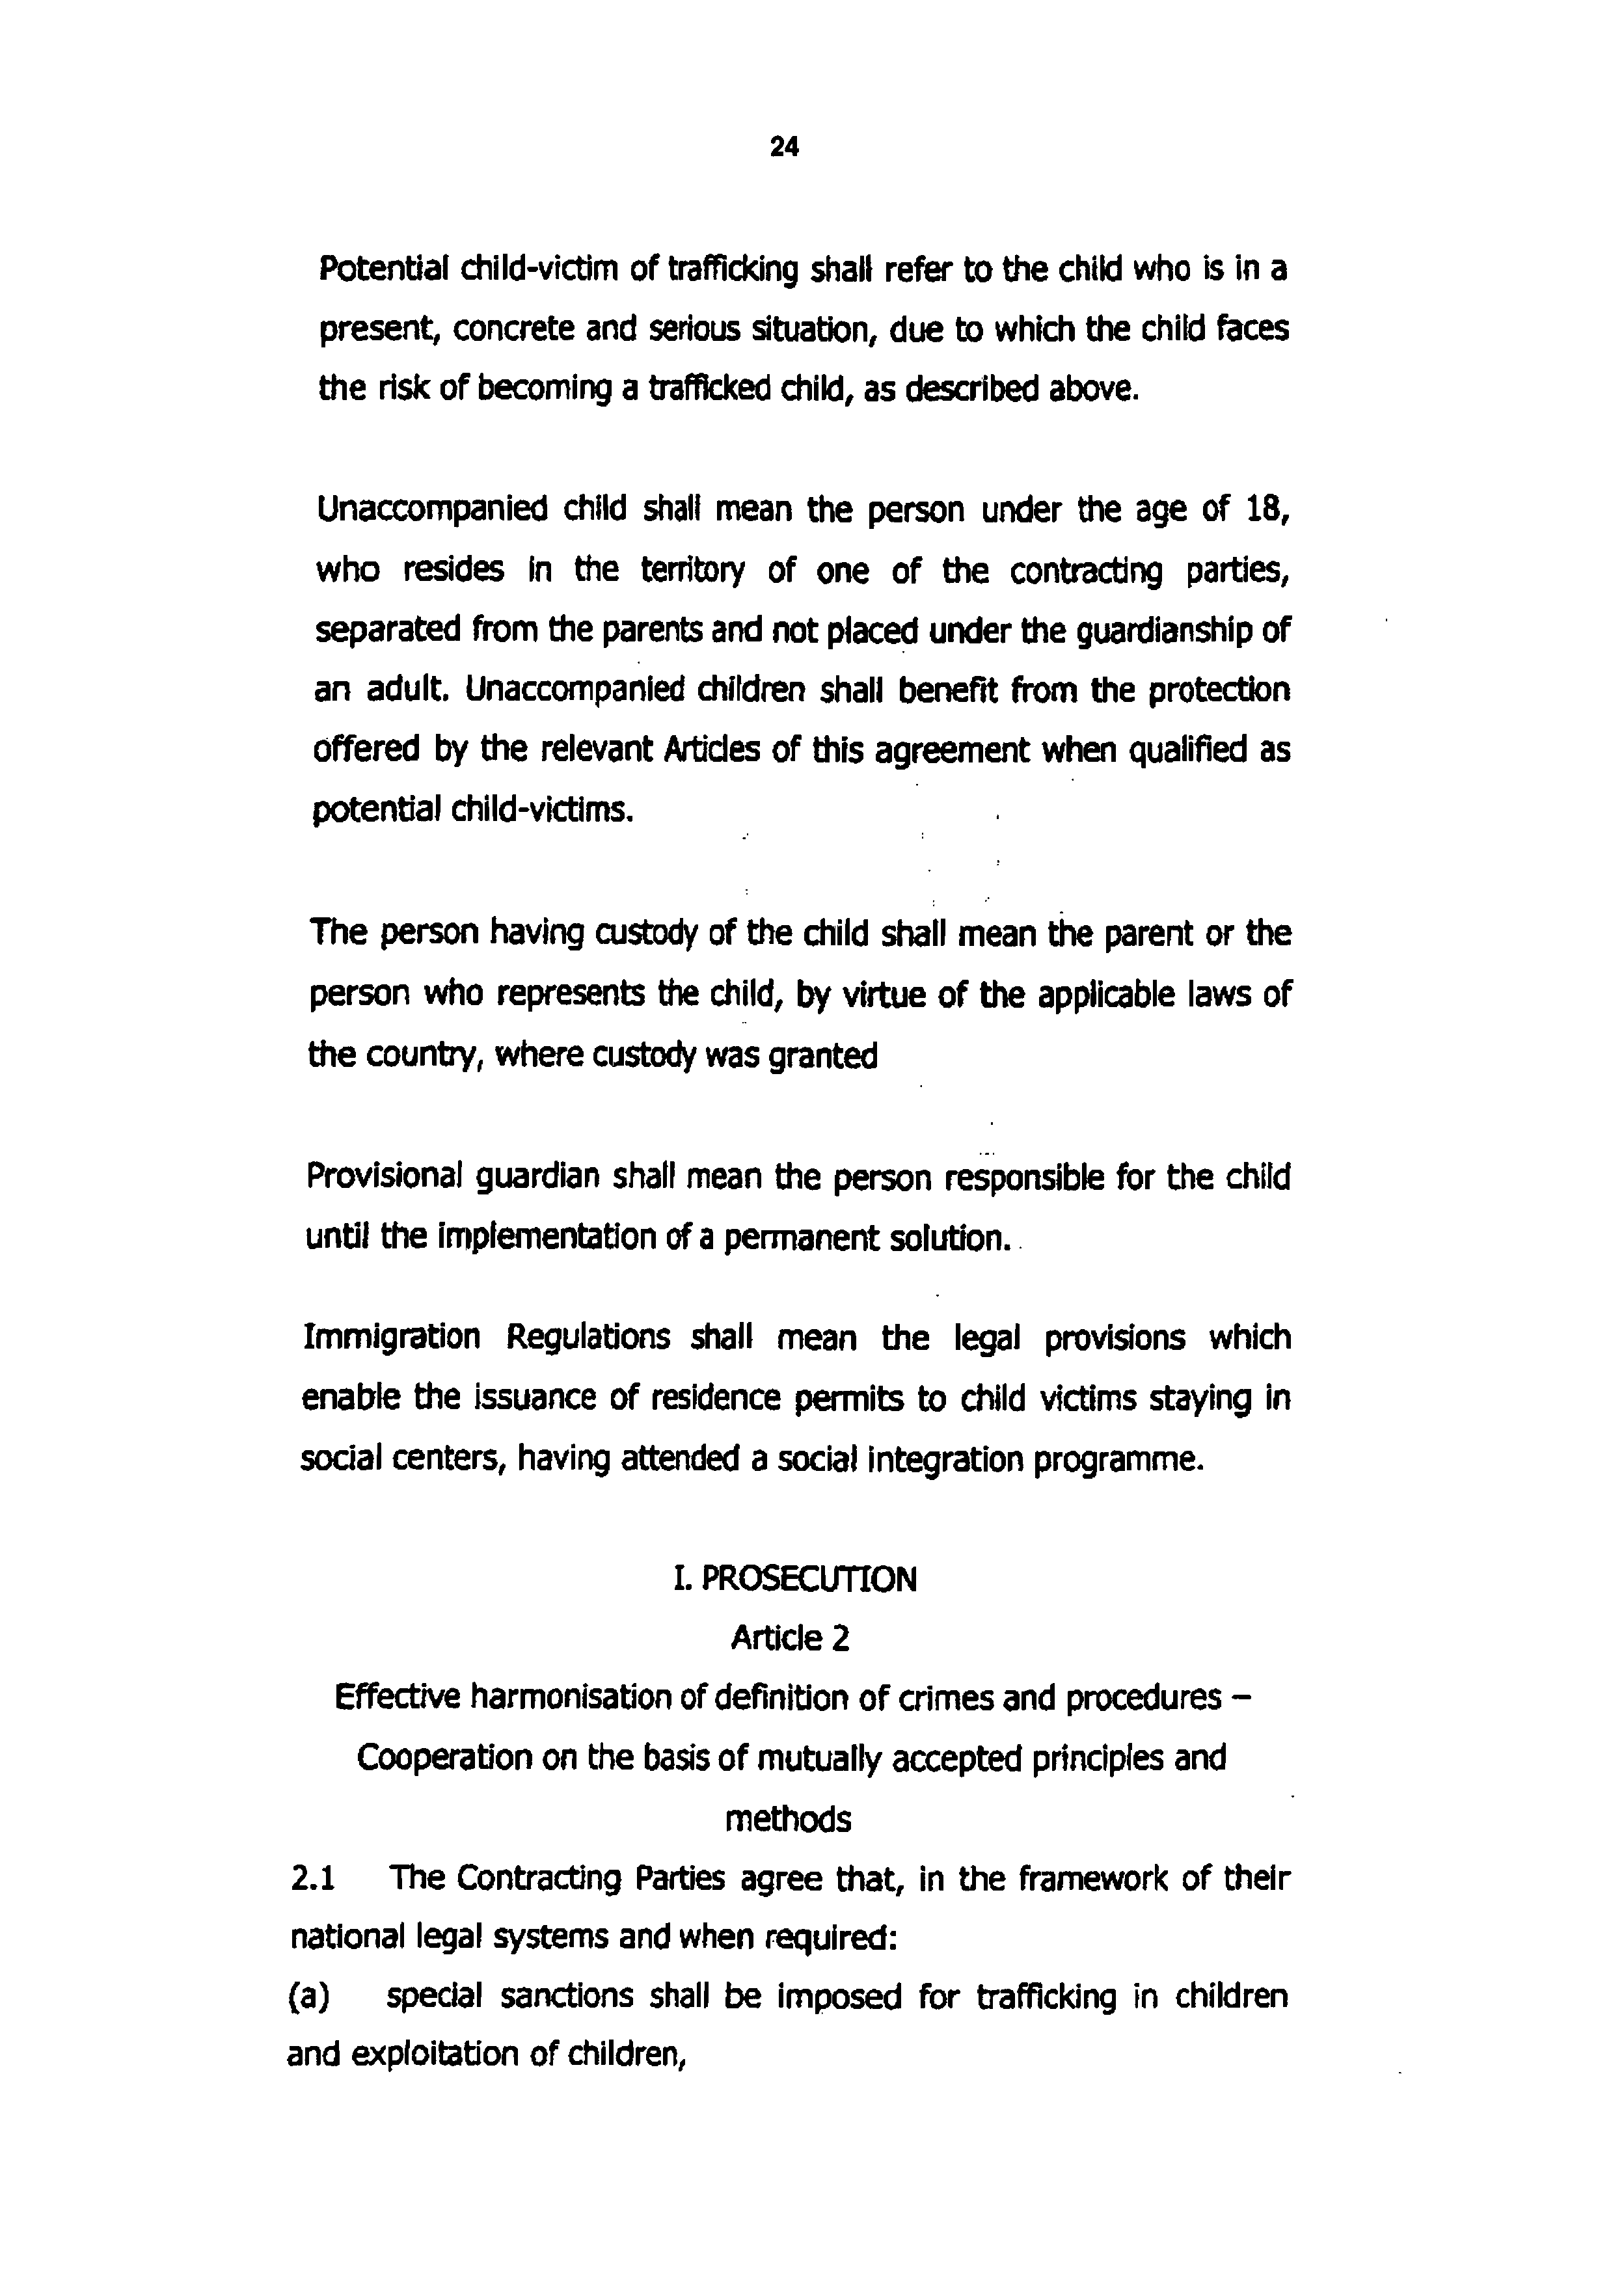 24
Potential child-victim of trafficking shall refer to the child who is in a
present, concrete and serious situation, due to which the child faces
the risk of becoming a trafficked child, as described above.
Unaccompanied child shall mean the person under the age of 18,
who resides in the territory of one of the contracting parties,
separated from the parents and not placed under the guardianship of
an adult. Unaccompanied children shall benefit from the protection
offered by the relevant Articles of this agreement when qualified as
potential child-victims.
The person having custody of the child shall mean the parent or the
person who represents the child, by virtue of the applicable laws of
the country, where custody was granted
Provisional guardian shall mean the person responsible for the child
until the implementation of a permanent solution.
Immigration Regulations shall mean the legal provisions which
enable the issuance of residence permits to child victims staying in
social centers, having attended a social integration programme.
I. PROSECUTION
Article 2
Effective harmonisation of definition of crimes and procedures –
Cooperation on the basis of mutually accepted principles and
methods
2.1 The Contracting Parties agree that, in the framework of their
national legal systems and when required:
(a) special sanctions shall be imposed for trafficking in children
and exploitation of children,